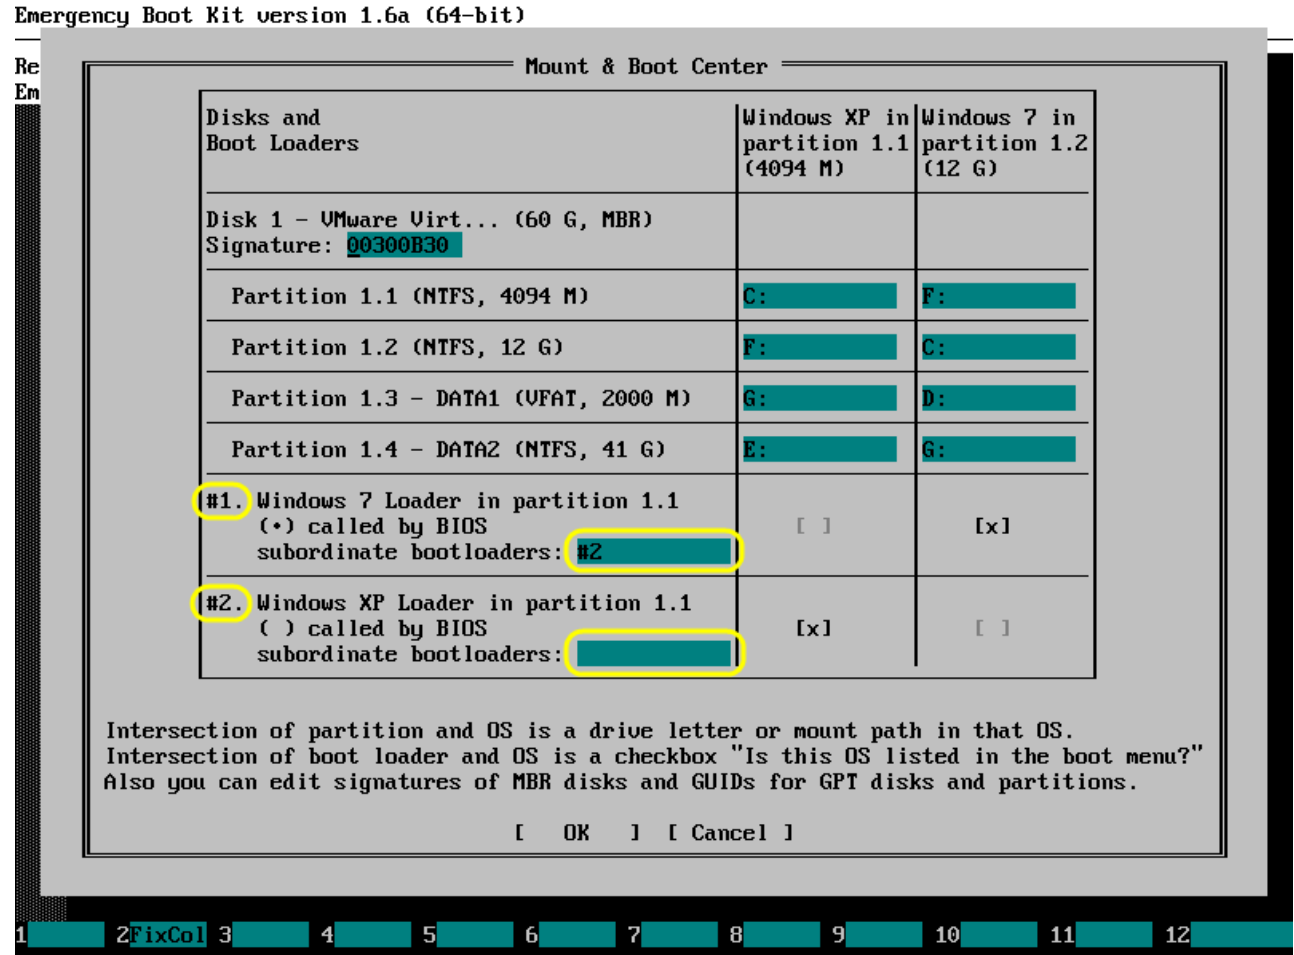 Emergency Boot Kit version 1.6a (64-bit)
Re
Em
Mount & Boot Center
Disks and
Boot Loaders
Windows XP in
partition 1.1
(4094 M)
Windows 7 in
partition 1.2
(12 G)
Disk 1 - VMware Virt... (60 G, MBR)
Signature: 00300B30
Partition 1.1 (NTFS, 4094 M) C: F:
Partition 1.2 (NTFS, 12 G) F: C:
Partition 1.3 - DATA1 (VFAT, 2000 M) G: D:
Partition 1.4 - DATA2 (NTFS, 41 G) E: G:
#1. Windows 7 Loader in partition 1.1
(•) called by BIOS [ ] [x]
subordinate bootloaders: #2
#2. Windows XP Loader in partition 1.1
( ) called by BIOS [x] [ ]
subordinate bootloaders:
Intersection of partition and OS is a drive letter or mount path in that OS.
Intersection of boot loader and OS is a checkbox "Is this OS listed in the boot menu?"
Also you can edit signatures of MBR disks and GUIDs for GPT disks and partitions.
[ OK ] [ Cancel ]
1 2FixCol 3 4 5 6 7 8 9 10 11 12